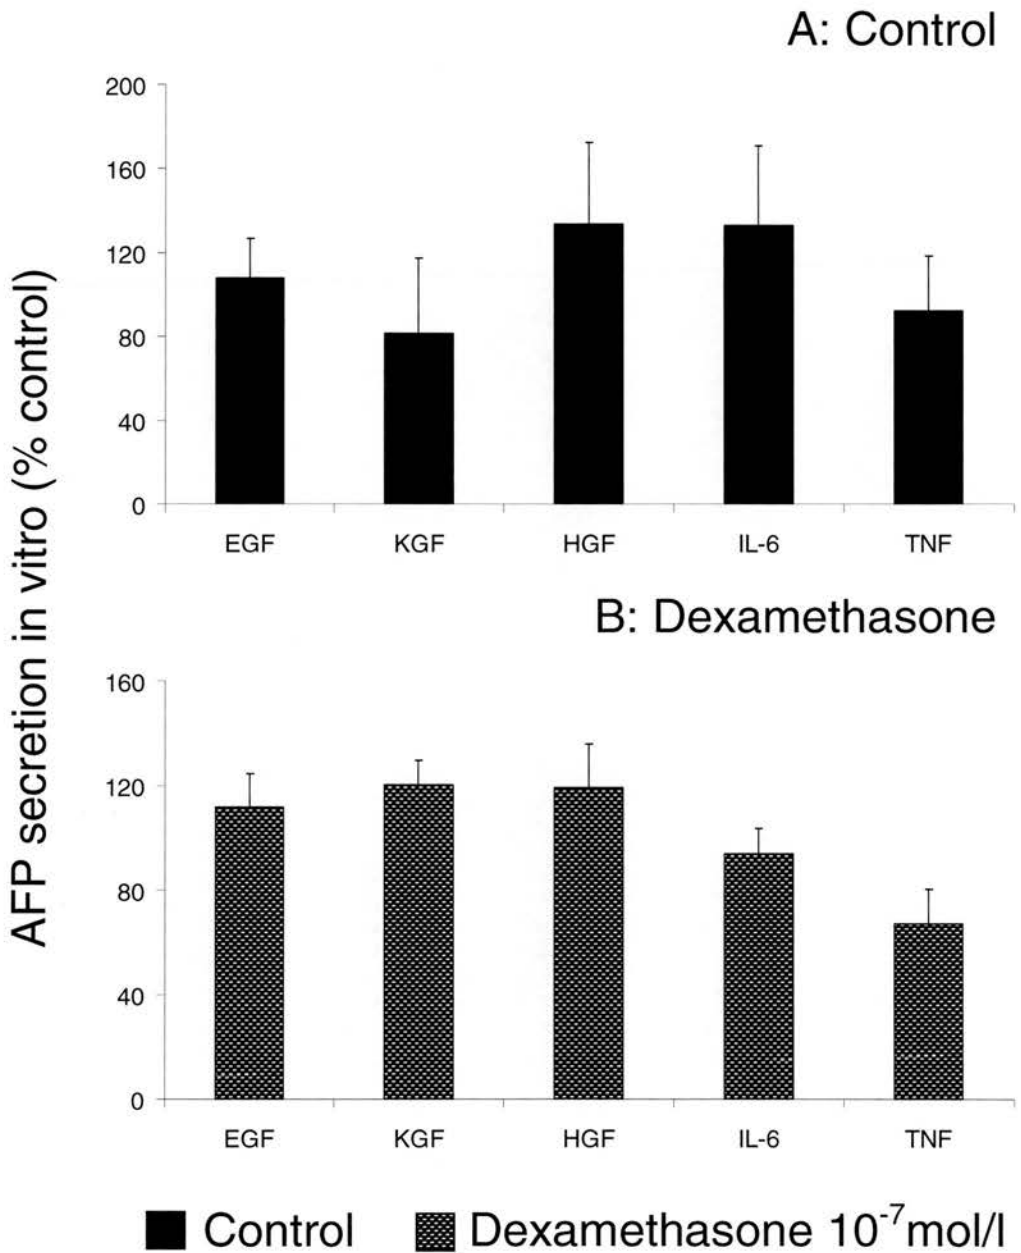 A: Control
AFP secretion in vitro (% control)
200
160
120
80
40
0
EGF KGF HGF IL-6 TNF
B: Dexamethasone
160
120
80
40
0
EGF KGF HGF IL-6 TNF
Control Dexamethasone 10⁻⁷mol/l